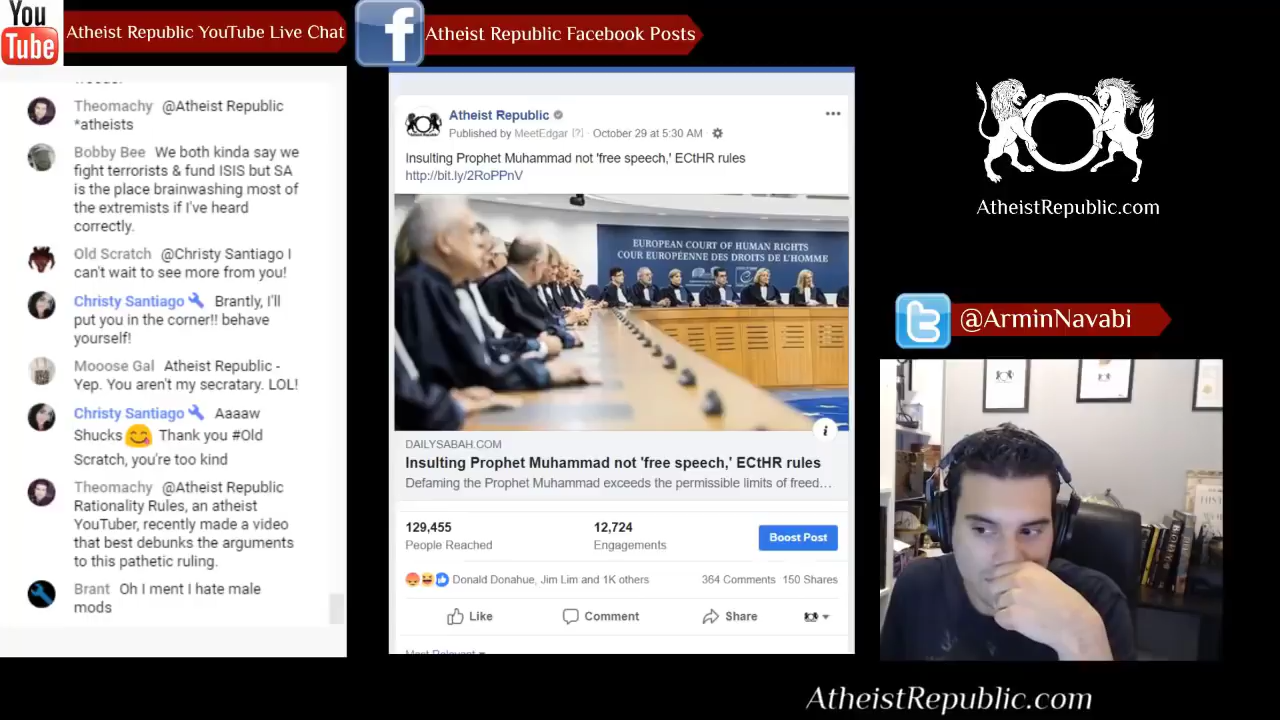 You
Tube
Atheist Republic YouTube Live Chat
Atheist Republic Facebook Posts
Theomachy @Atheist Republic
*atheists
Bobby Bee We both kinda say we
fight terrorists & fund ISIS but SA
is the place brainwashing most of
the extremists if I've heard
correctly.
Old Scratch @Christy Santiago I
can't wait to see more from you!
Christy Santiago Brantly, I'll
put you in the corner!! behave
yourself!
Mooose Gal Atheist Republic -
Yep. You aren't my secratary. LOL!
Christy Santiago Aaaaw
Shucks 😋 Thank you #Old
Scratch, you're too kind
Theomachy @Atheist Republic
Rationality Rules, an atheist
YouTuber, recently made a video
that best debunks the arguments
to this pathetic ruling.
Brant Oh I ment I hate male
mods
Atheist Republic
Published by MeetEdgar [?] · October 29 at 5:30 AM ·
Insulting Prophet Muhammad not 'free speech,' ECtHR rules
http://bit.ly/2RoPPnV
EUROPEAN COURT OF HUMAN RIGHTS
COUR EUROPÉENNE DES DROITS DE L'HOMME
DAILYSABAH.COM
Insulting Prophet Muhammad not 'free speech,' ECtHR rules
Defaming the Prophet Muhammad exceeds the permissible limits of freed...
129,455
People Reached
12,724
Engagements
Boost Post
Donald Donahue, Jim Lim and 1K others
364 Comments 150 Shares
Like Comment Share
Most Relevant
AtheistRepublic.com
@ArminNavabi
AtheistRepublic.com